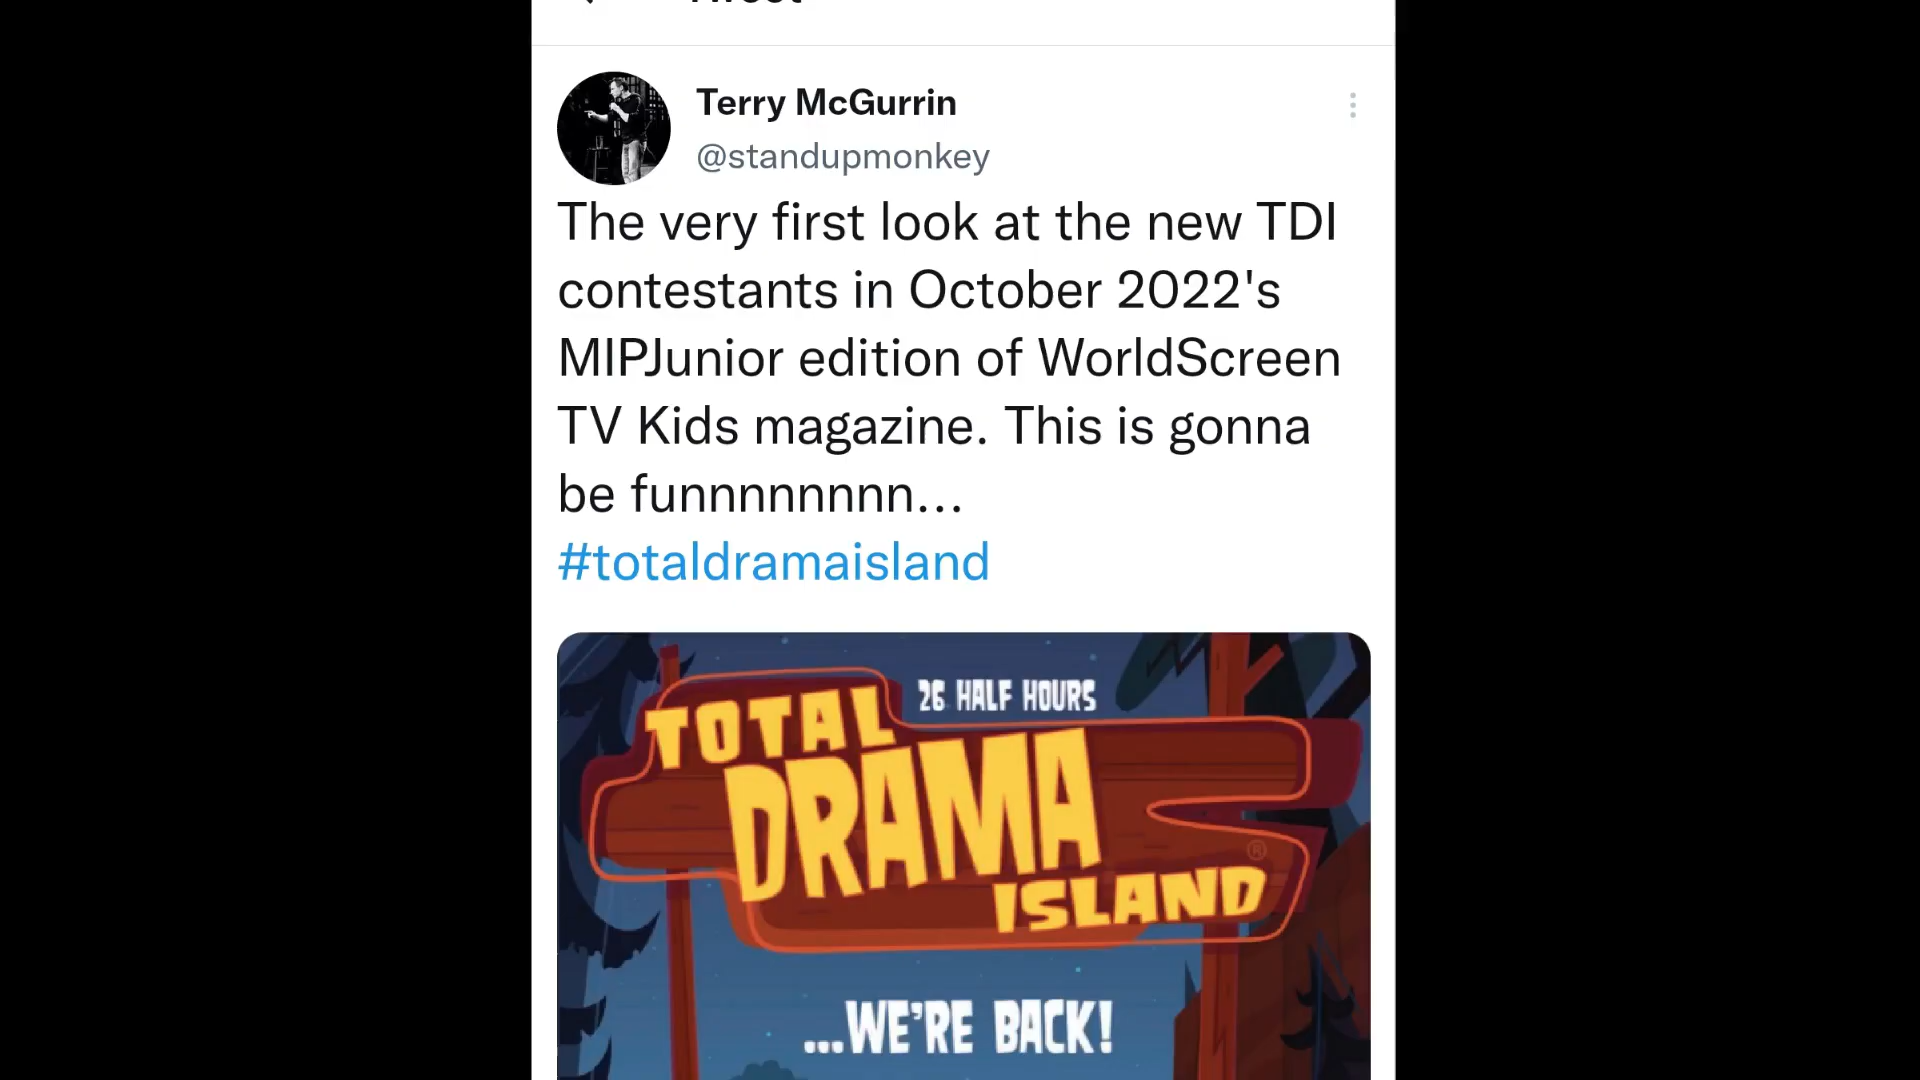 Tweet
Terry McGurrin
@standupmonkey
The very first look at the new TDI
contestants in October 2022's
MIPJunior edition of WorldScreen
TV Kids magazine. This is gonna
be funnnnnnnn...
#totaldramaisland
26 HALF HOURS
TOTAL
DRAMA
ISLAND
®
...WE'RE BACK!